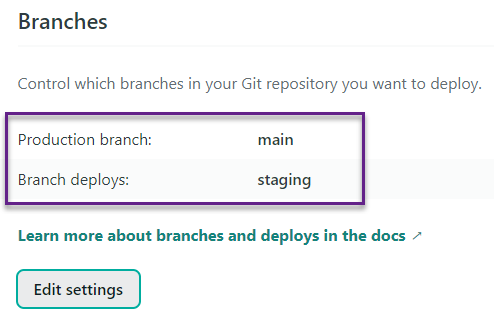 Branches
Control which branches in your Git repository you want to deploy.
Production branch: main
Branch deploys: staging
Learn more about branches and deploys in the docs ↗
Edit settings